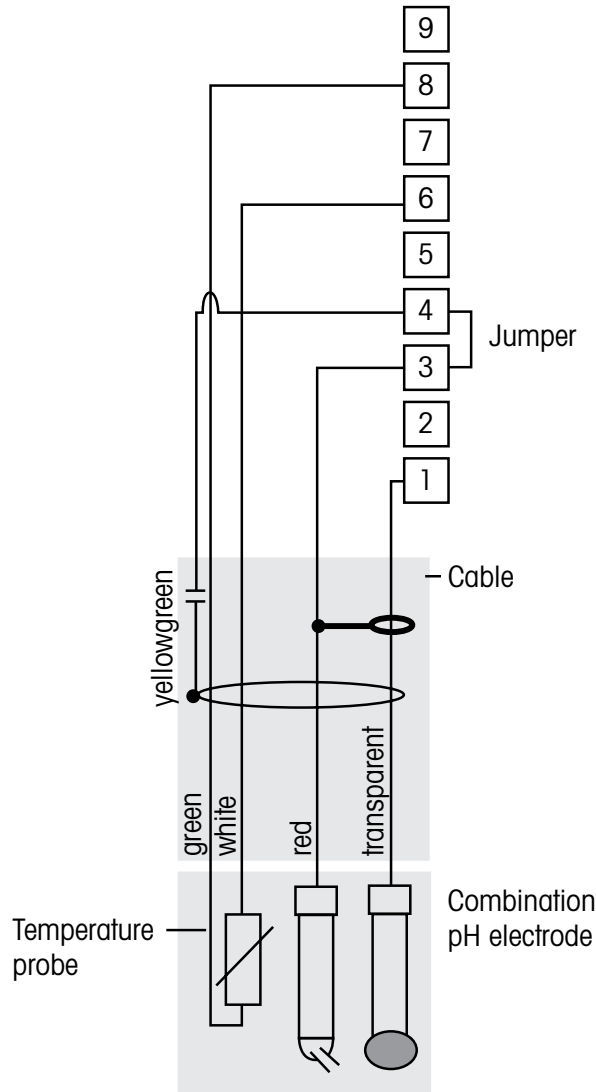 9
8
7
6
5
4
Jumper
3
2
1
Cable
yellowgreen
green
white
red
transparent
Combination
pH electrode
Temperature
probe